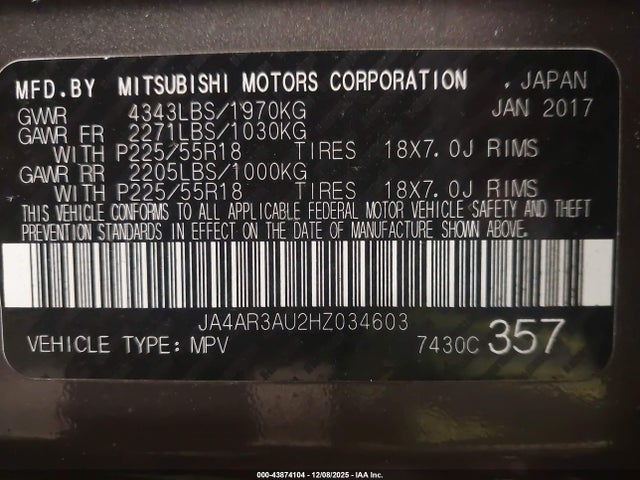 MFD.BY MITSUBISHI MOTORS CORPORATION , JAPAN
GVWR 4343LBS/1970KG JAN 2017
GAWR FR 2271LBS/1030KG
WITH P225/55R18 TIRES 18X7.0J RIMS
GAWR RR 2205LBS/1000KG
WITH P225/55R18 TIRES 18X7.0J RIMS
THIS VEHICLE CONFORMS TO ALL APPLICABLE FEDERAL MOTOR VEHICLE SAFETY AND THEFT
PREVENTION STANDARDS IN EFFECT ON THE DATE OF MANUFACTURE SHOWN ABOVE.
JA4AR3AU2HZ034603
VEHICLE TYPE: MPV 7430C 357
000-43874104 - 12/08/2025 - IAA Inc.